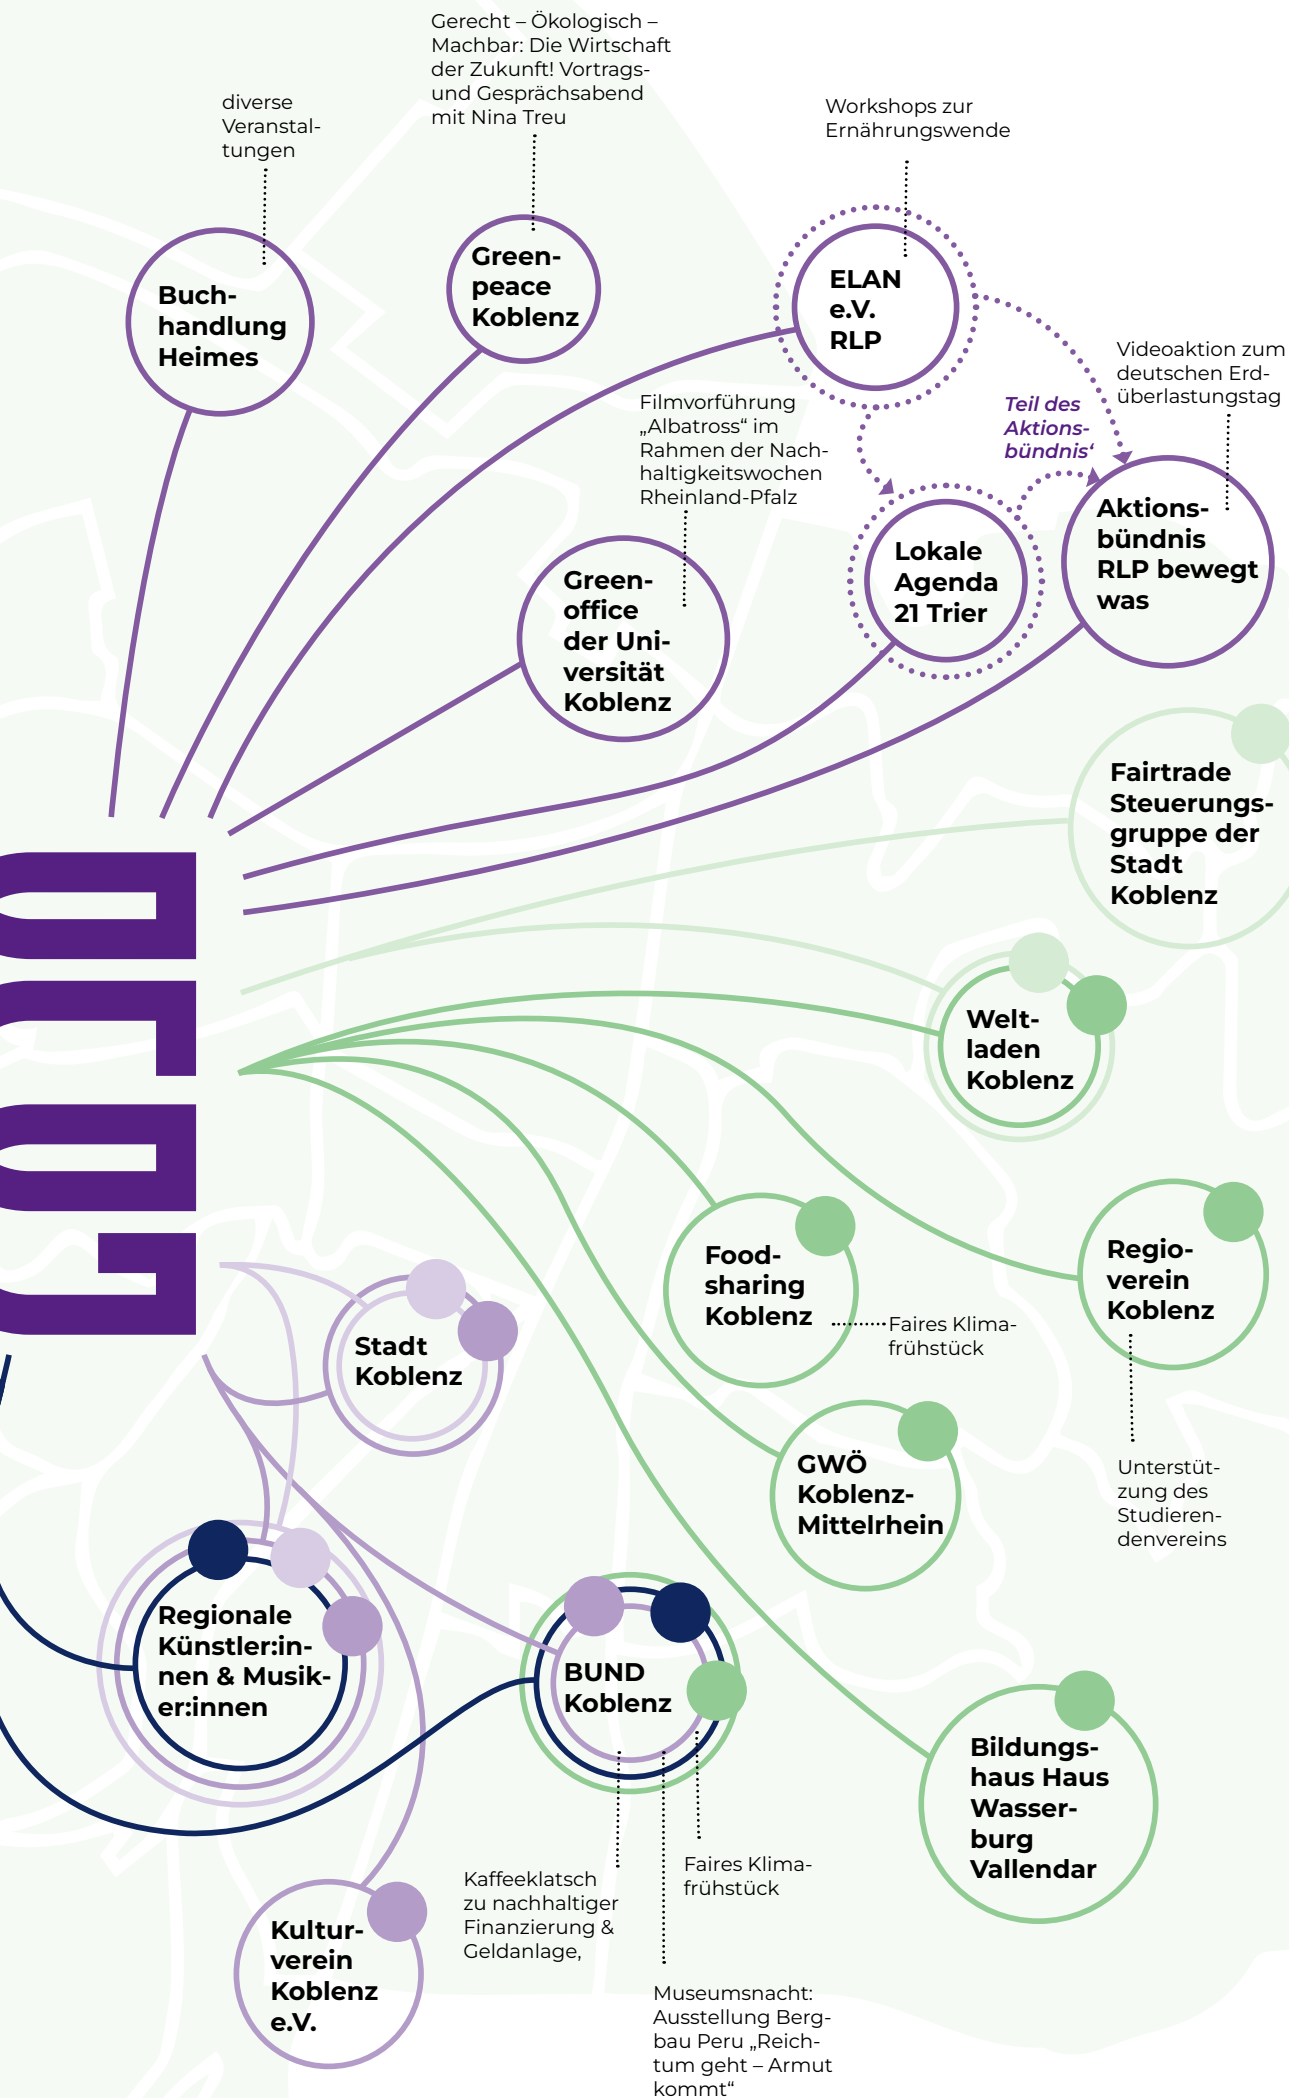 Gerecht – Ökologisch –
Machbar: Die Wirtschaft
der Zukunft! Vortrags-
und Gesprächsabend
mit Nina Treu
diverse
Veranstal-
tungen
Workshops zur
Ernährungswende
Buch-
handlung
Heimes
Green-
peace
Koblenz
ELAN
e.V.
RLP
Videoaktion zum
deutschen Erd-
überlastungstag
Filmvorführung
„Albatross“ im
Rahmen der Nach-
haltigkeitswochen
Rheinland-Pfalz
Teil des
Aktions-
bündnis‘
Green-
office
der Uni-
versität
Koblenz
Lokale
Agenda
21 Trier
Aktions-
bündnis
RLP bewegt
was
Fairtrade
Steuerungs-
gruppe der
Stadt
Koblenz
Welt-
laden
Koblenz
Food-
sharing
Koblenz
Faires Klima-
frühstück
Regio-
verein
Koblenz
Unterstüt-
zung des
Studieren-
denvereins
Stadt
Koblenz
GWÖ
Koblenz-
Mittelrhein
Regionale
Künstler:in-
nen & Musik-
er:innen
BUND
Koblenz
Bildungs-
haus Haus
Wasser-
burg
Vallendar
Kaffeeklatsch
zu nachhaltiger
Finanzierung &
Geldanlage,
Faires Klima-
frühstück
Museumsnacht:
Ausstellung Berg-
bau Peru „Reich-
tum geht – Armut
kommt“
Kultur-
verein
Koblenz
e.V.